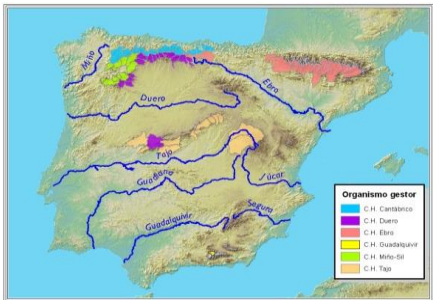 Miño
Ebro
Duero
Tajo
Guadiana
Júcar
Segura
Guadalquivir
Organismo gestor
C.H. Cantábrico
C.H. Duero
C.H. Ebro
C.H. Guadalquivir
C.H. Miño-Sil
C.H. Tajo